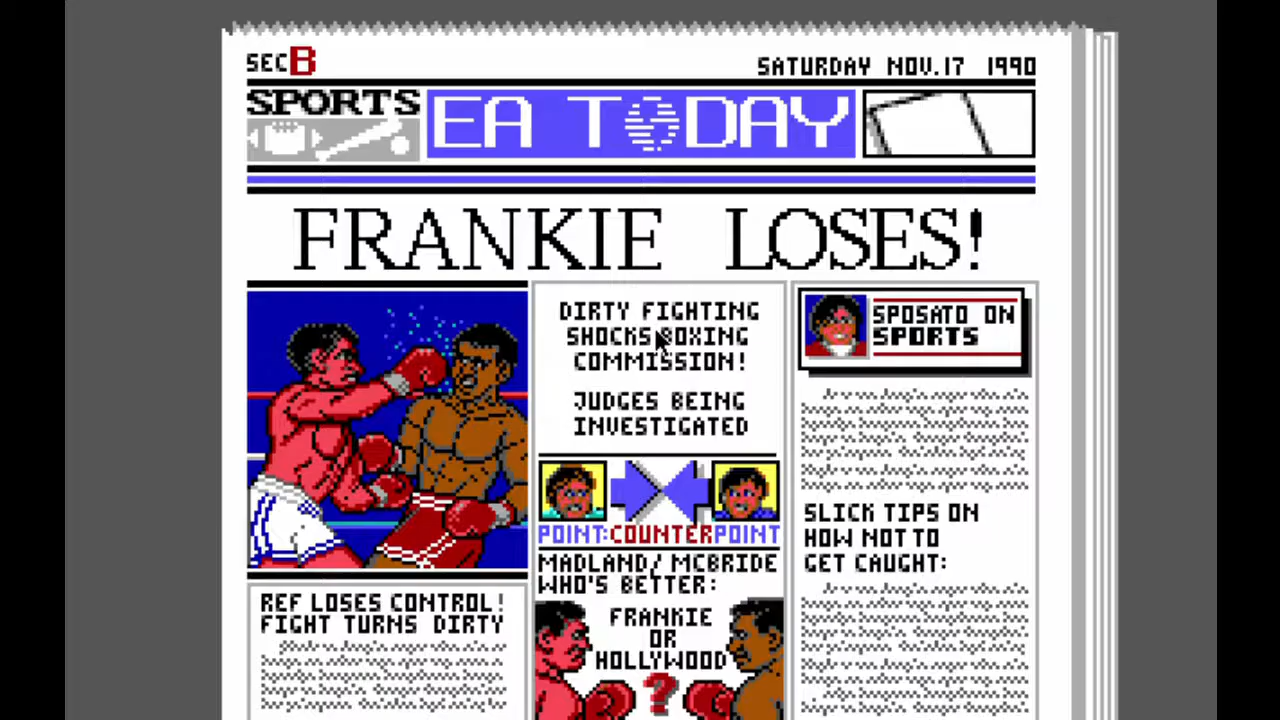 SEC B
SATURDAY NOV.17 1990
SPORTS
EA TODAY
FRANKIE LOSES!
DIRTY FIGHTING
SHOCKS BOXING
COMMISSION!
JUDGES BEING
INVESTIGATED
POINT:COUNTERPOINT
MADLAND/MCBRIDE
WHO'S BETTER:
FRANKIE
OR
HOLLYWOOD
?
SPOSATO ON
SPORTS
SLICK TIPS ON
HOW NOT TO
GET CAUGHT:
REF LOSES CONTROL!
FIGHT TURNS DIRTY